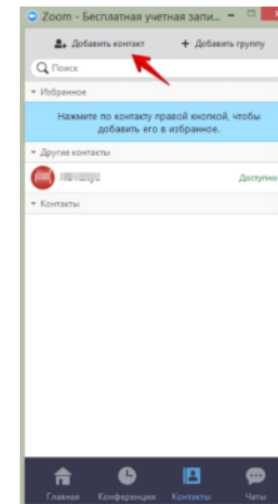 Zoom - Бесплатная учетная запи...
Добавить контакт
+ Добавить группу
Поиск
Избранное
Нажмите по контакту правой кнопкой, чтобы
добавить его в избранное.
Другие контакты
Доступно
Контакты
Главная Конференции Контакты Чаты